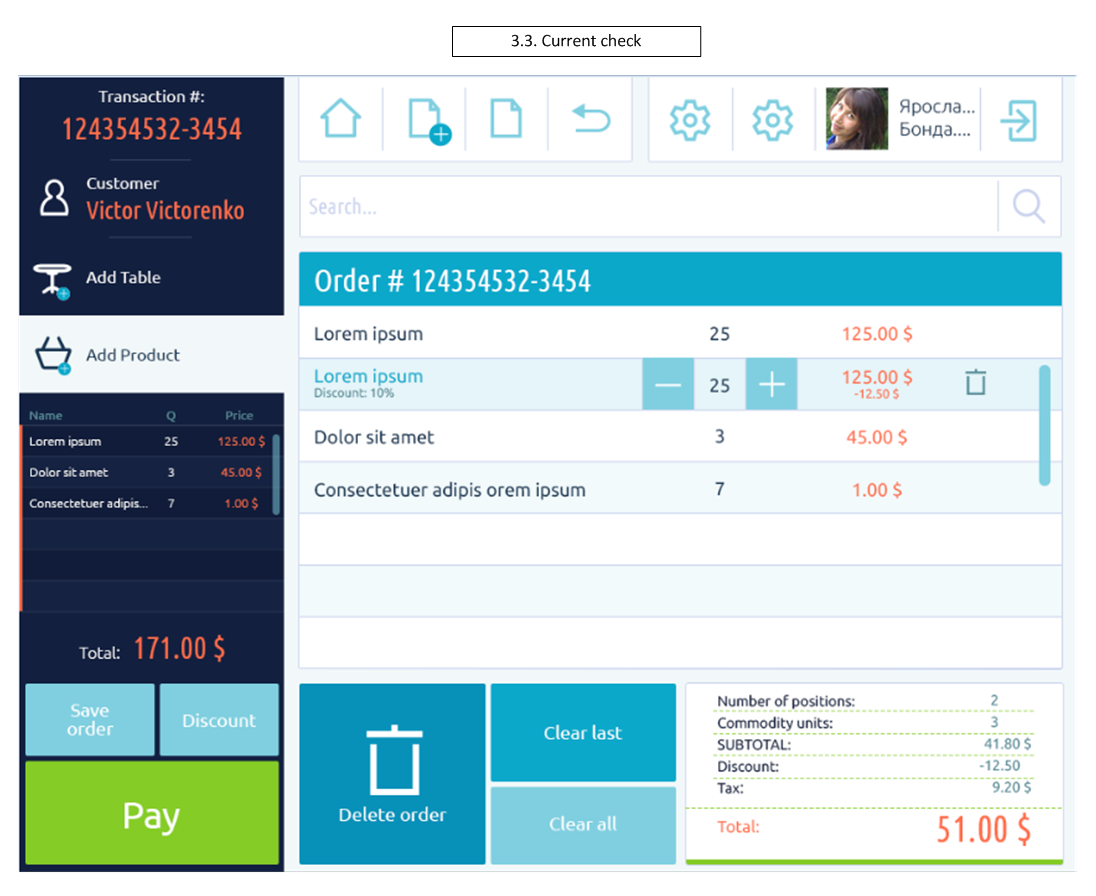 3.3. Current check
Transaction #:
124354532-3454
Customer
Victor Victorenko
Add Table
Add Product
Name Q Price
Lorem ipsum 25 125.00 $
Dolor sit amet 3 45.00 $
Consectetuer adipis... 7 1.00 $
Total: 171.00 $
Save
order
Discount
Pay
Яросла...
Бонда....
Search...
Order # 124354532-3454
Lorem ipsum 25 125.00 $
Lorem ipsum 25 125.00 $
Discount: 10% -12.50 $
Dolor sit amet 3 45.00 $
Consectetuer adipis orem ipsum 7 1.00 $
Delete order
Clear last
Clear all
Number of positions: 2
Commodity units: 3
SUBTOTAL: 41.80 $
Discount: -12.50
Tax: 9.20 $
Total: 51.00 $